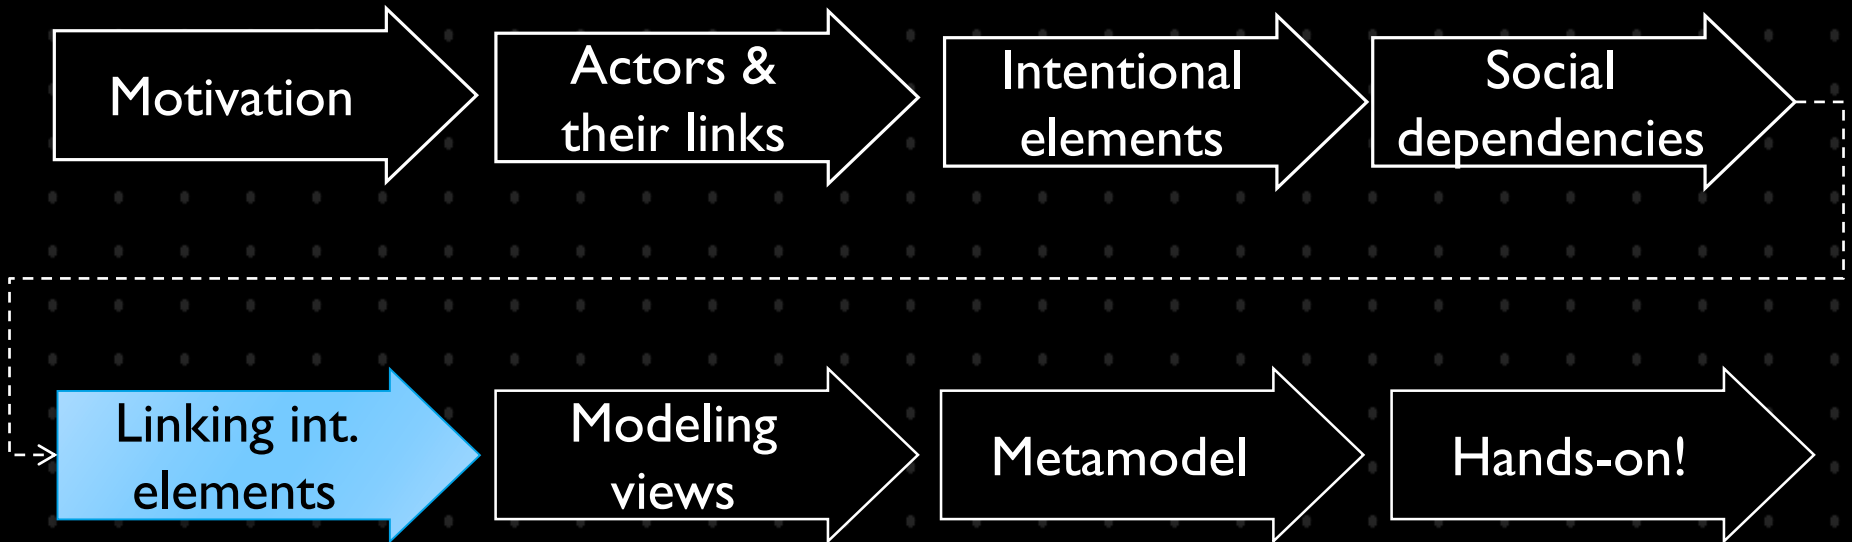 Motivation
Actors &
their links
Intentional
elements
Social
dependencies
Linking int.
elements
Modeling
views
Metamodel
Hands-on!